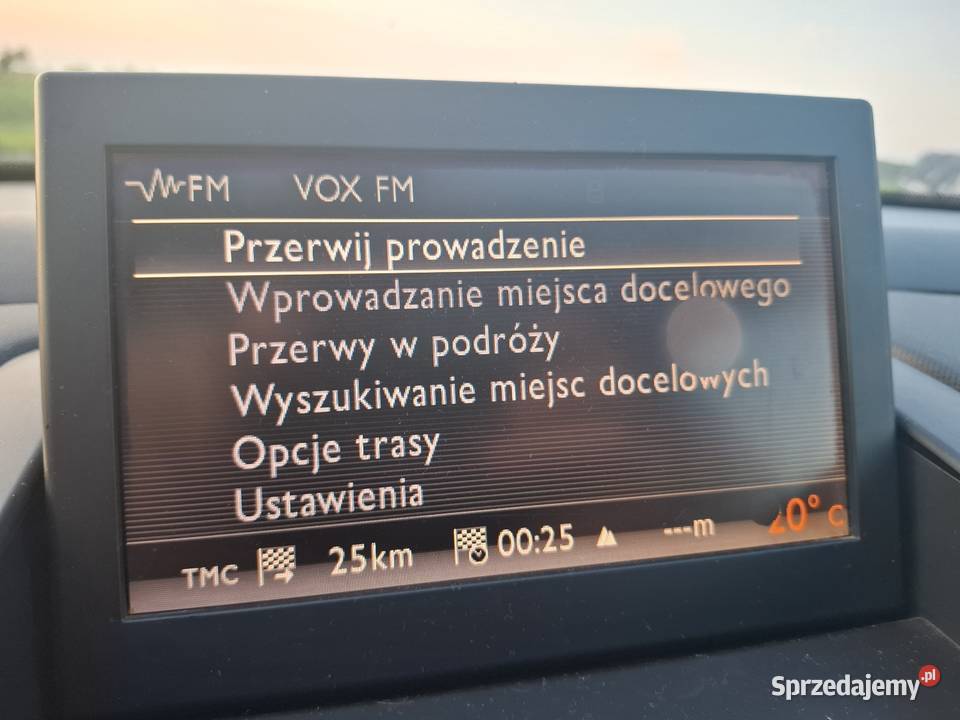 FM VOX FM
Przerwij prowadzenie
Wprowadzanie miejsca docelowego
Przerwy w podróży
Wyszukiwanie miejsc docelowych
Opcje trasy
Ustawienia
TMC 25km 00:25 ---m 20° C
Sprzedajemy.pl